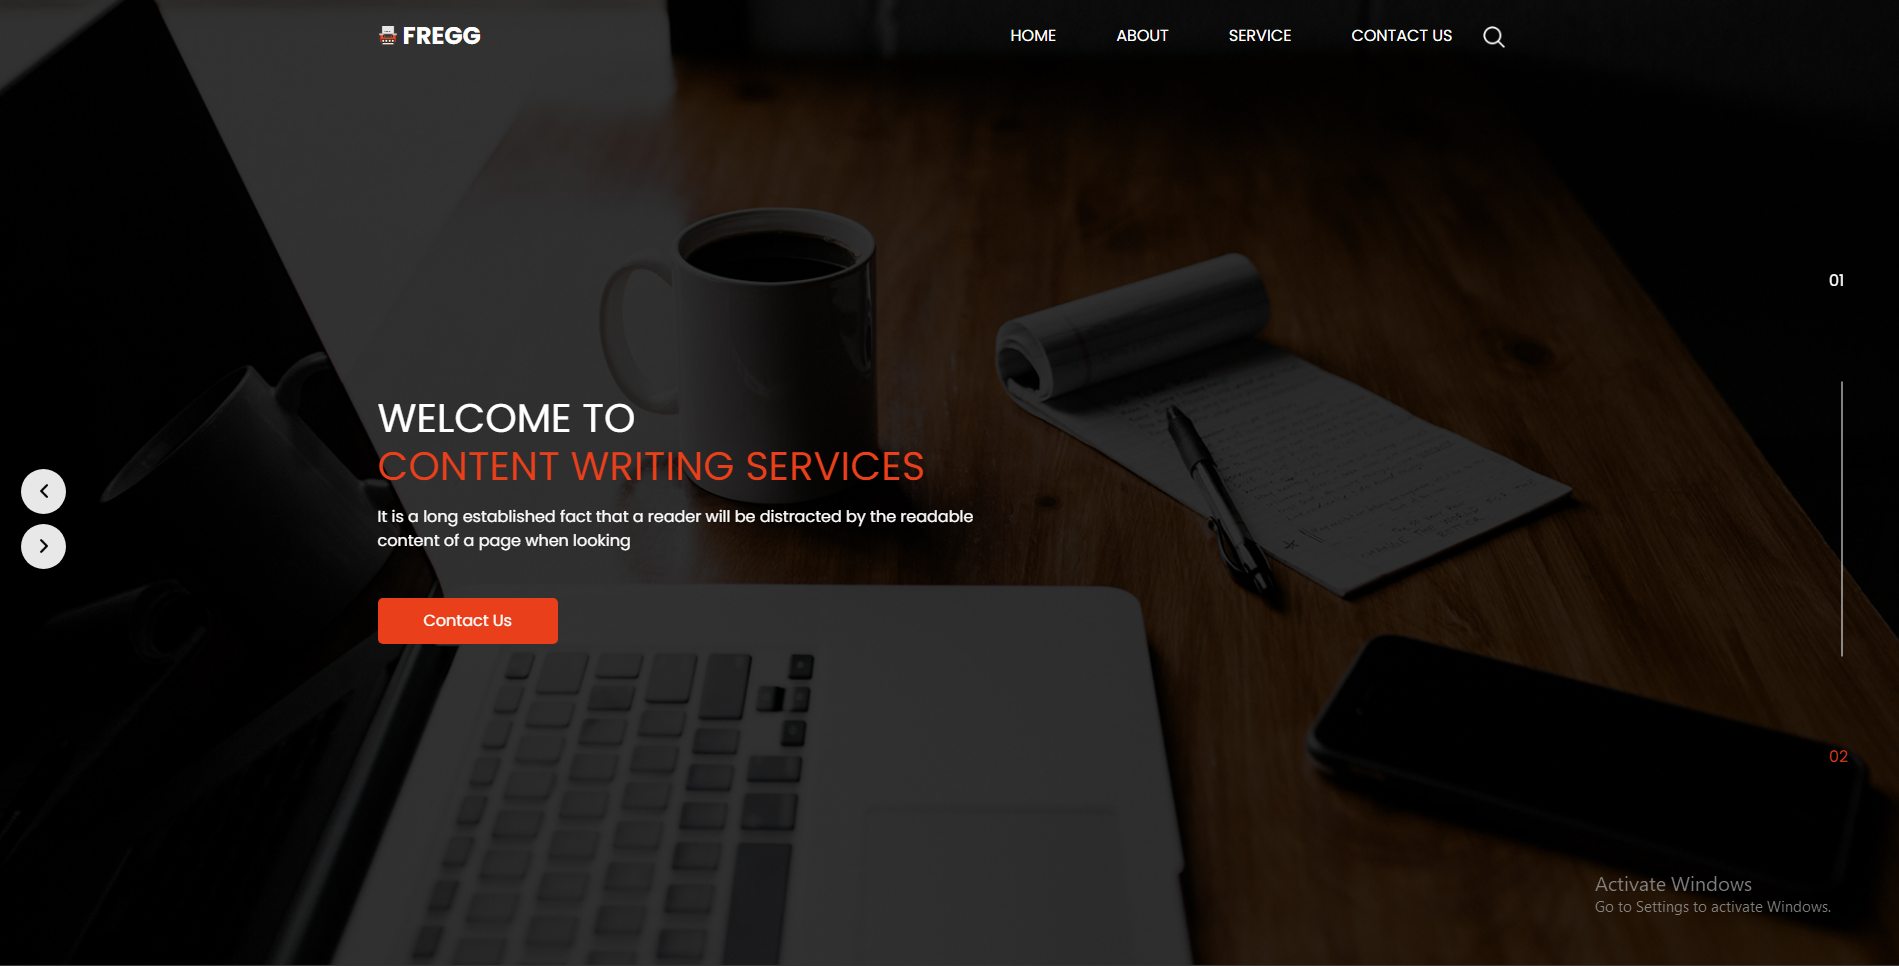 FREGG
HOME ABOUT SERVICE CONTACT US
01
WELCOME TO
CONTENT WRITING SERVICES
It is a long established fact that a reader will be distracted by the readable
content of a page when looking
Contact Us
02
Activate Windows
Go to Settings to activate Windows.